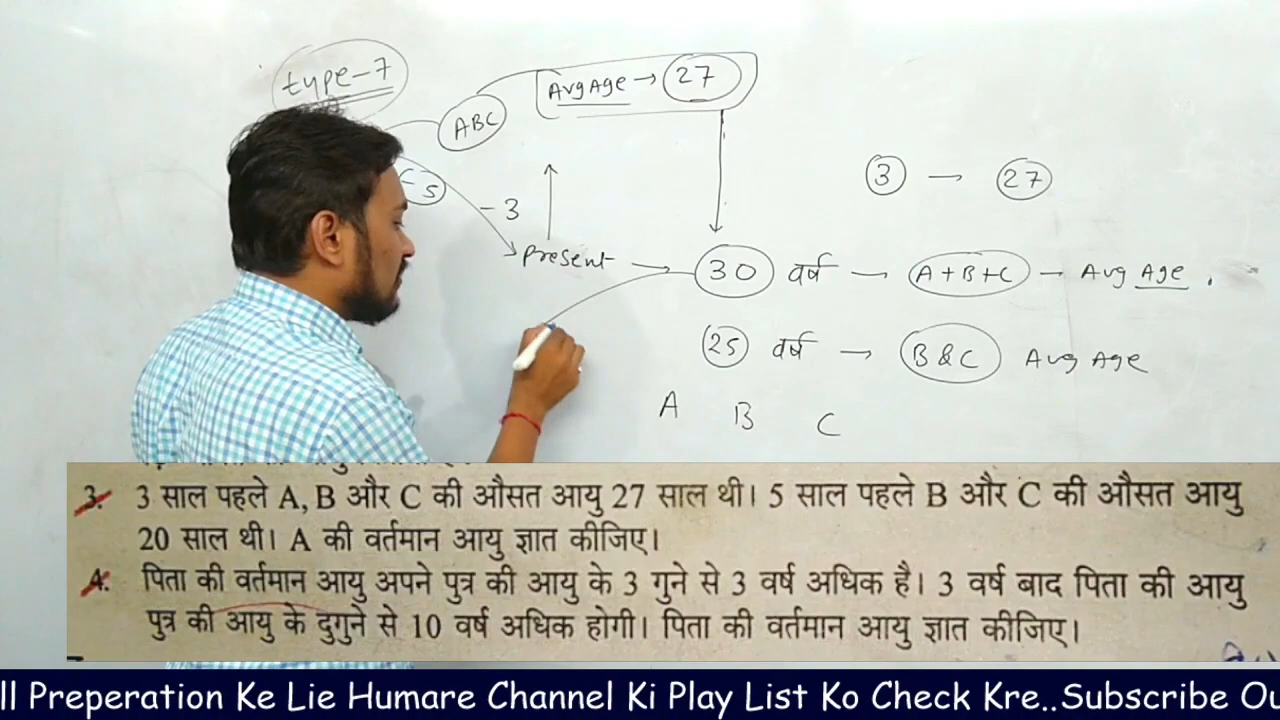 type-7
ABC
Avg Age → 27
3 — 27
5
-3
Present → 30 वर्ष — A+B+C — Avg Age .
25 वर्ष — B & C Avg Age
A B C
3. 3 साल पहले A, B और C की औसत आयु 27 साल थी। 5 साल पहले B और C की औसत आयु
20 साल थी। A की वर्तमान आयु ज्ञात कीजिए।
4. पिता की वर्तमान आयु अपने पुत्र की आयु के 3 गुने से 3 वर्ष अधिक है। 3 वर्ष बाद पिता की आयु
पुत्र की आयु के दुगुने से 10 वर्ष अधिक होगी। पिता की वर्तमान आयु ज्ञात कीजिए।
ll Preperation Ke Lie Humare Channel Ki Play List Ko Check Kre..Subscribe Ou